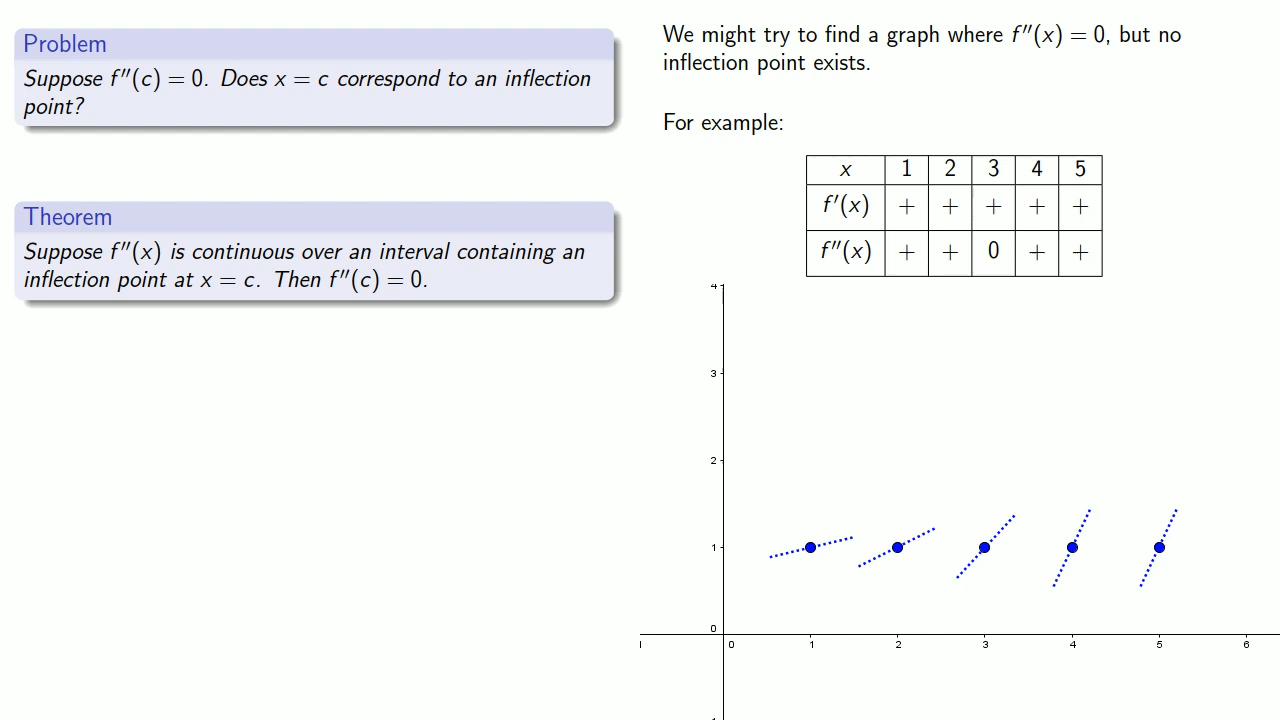 Problem
Suppose f″(c) = 0. Does x = c correspond to an inflection
point?
Theorem
Suppose f″(x) is continuous over an interval containing an
inflection point at x = c. Then f″(c) = 0.
We might try to find a graph where f″(x) = 0, but no
inflection point exists.
For example:
x 1 2 3 4 5
f′(x) + + + + +
f″(x) + + 0 + +
4
3
2
1
0
0 1 2 3 4 5 6